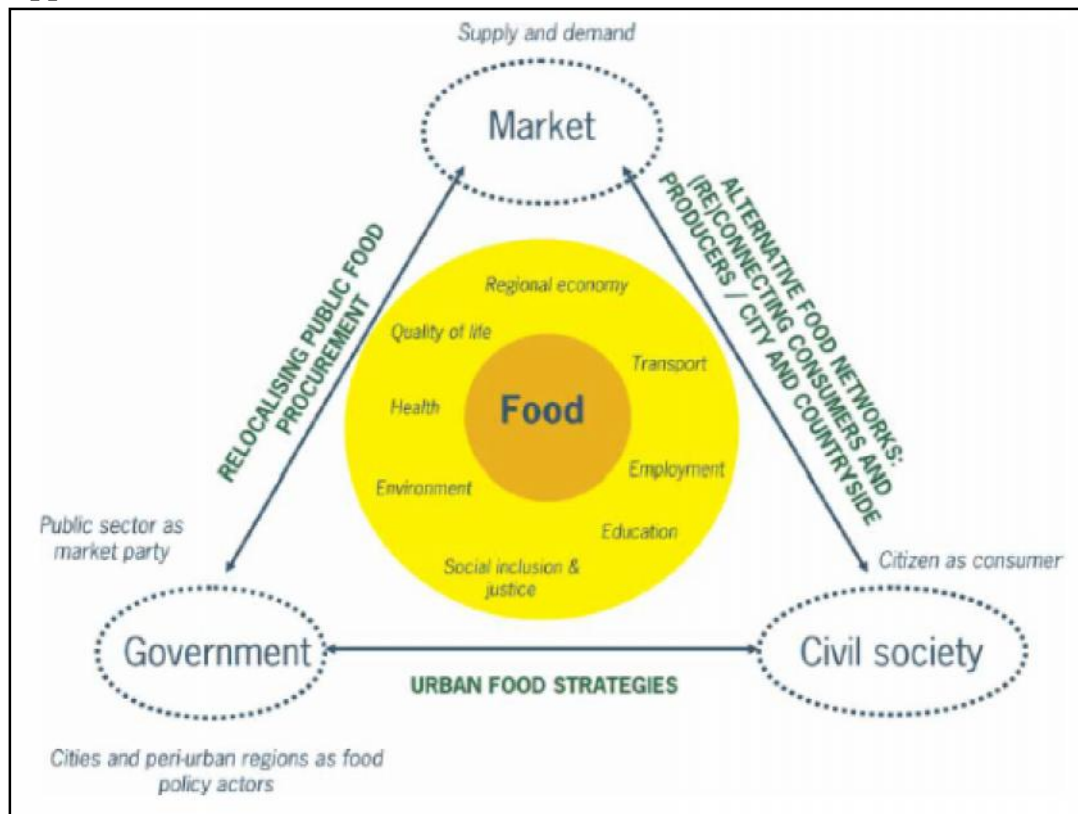 Supply and demand
Market
RELOCALISING PUBLIC FOOD
PROCUREMENT
ALTERNATIVE FOOD NETWORKS:
(RE)CONNECTING CONSUMERS AND
PRODUCERS / CITY AND COUNTRYSIDE
Regional economy
Quality of life
Transport
Health
Food
Employment
Environment
Education
Social inclusion &
justice
Public sector as
market party
Citizen as consumer
Government
Civil society
URBAN FOOD STRATEGIES
Cities and peri-urban regions as food
policy actors